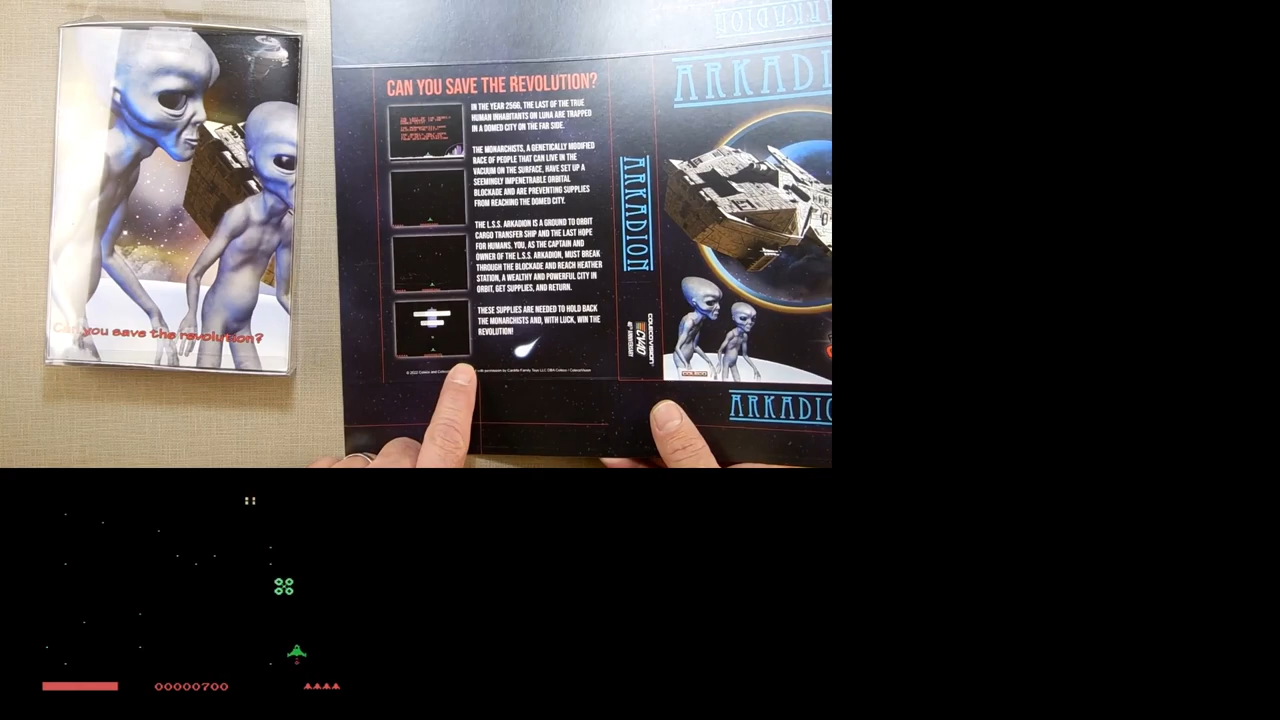 Can you save the revolution?
ARKADION
CAN YOU SAVE THE REVOLUTION?
IN THE YEAR 2566, THE LAST OF THE TRUE
HUMAN INHABITANTS ON LUNA ARE TRAPPED
IN A DOMED CITY ON THE FAR SIDE.
THE MONARCHISTS, A GENETICALLY MODIFIED
RACE OF PEOPLE THAT CAN LIVE IN THE
VACUUM ON THE SURFACE, HAVE SET UP A
SEEMINGLY IMPENETRABLE ORBITAL
BLOCKADE AND ARE PREVENTING SUPPLIES
FROM REACHING THE DOMED CITY.
THE L.S.S. ARKADION IS A GROUND TO ORBIT
CARGO TRANSFER SHIP AND THE LAST HOPE
FOR HUMANS. YOU, AS THE CAPTAIN AND
OWNER OF THE L.S.S. ARKADION, MUST BREAK
THROUGH THE BLOCKADE AND REACH HEATHER
STATION, A WEALTHY AND POWERFUL CITY IN
ORBIT, GET SUPPLIES, AND RETURN.
THESE SUPPLIES ARE NEEDED TO HOLD BACK
THE MONARCHISTS AND, WITH LUCK, WIN THE
REVOLUTION!
ARKADION
COLECOVISION
CV40
40TH ANNIVERSARY
ARKADI
ARKADIO
00000700